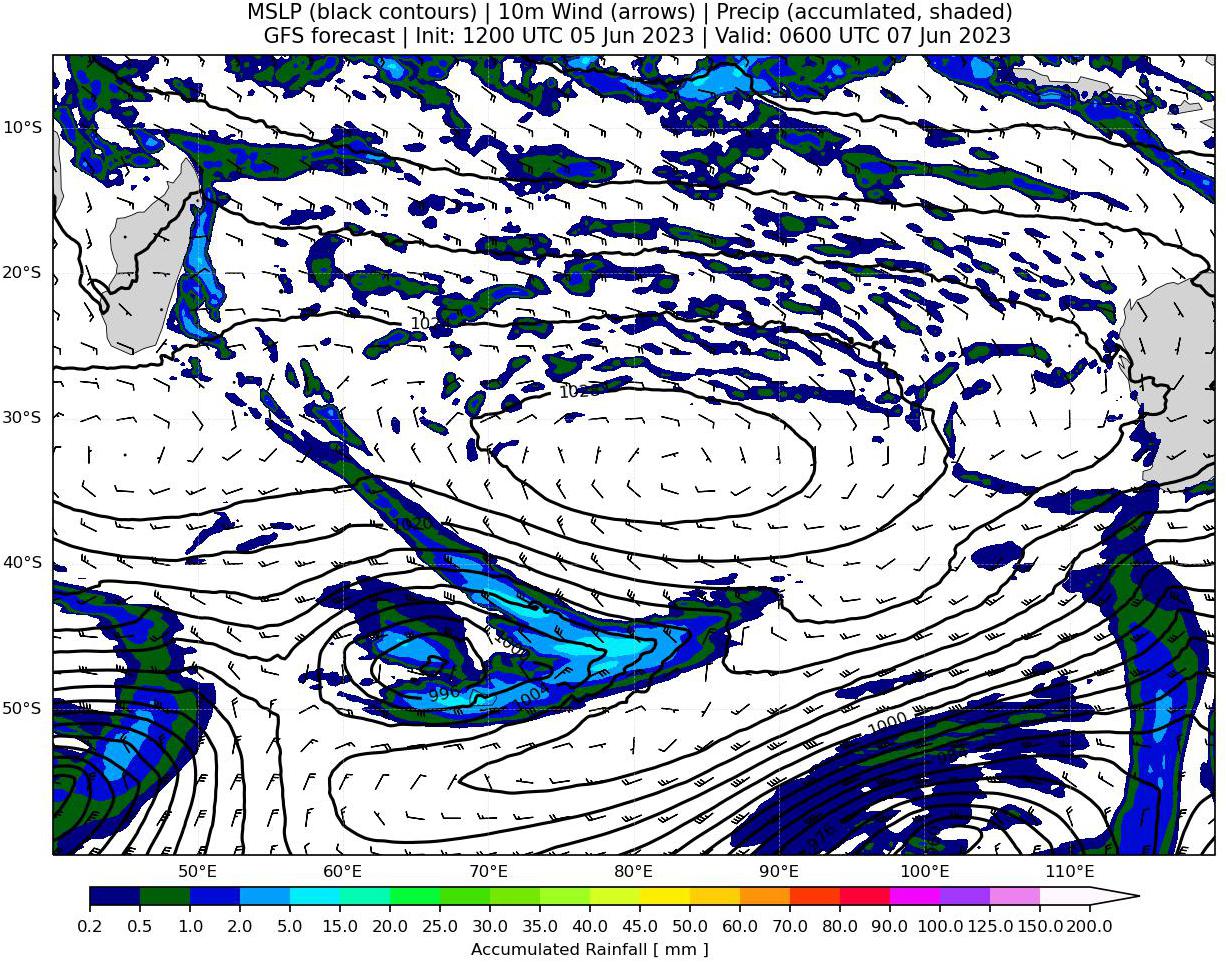 MSLP (black contours) | 10m Wind (arrows) | Precip (accumlated, shaded)
GFS forecast | Init: 1200 UTC 05 Jun 2023 | Valid: 0600 UTC 07 Jun 2023
10°S
20°S
30°S
40°S
50°S
1028
1020
1000
996
1004
1000
976
50°E 60°E 70°E 80°E 90°E 100°E 110°E
0.2 0.5 1.0 2.0 5.0 10.0 15.0 20.0 25.0 30.0 35.0 40.0 45.0 50.0 60.0 70.0 80.0 90.0 100.0 125.0 150.0 200.0
Accumulated Rainfall [ mm ]